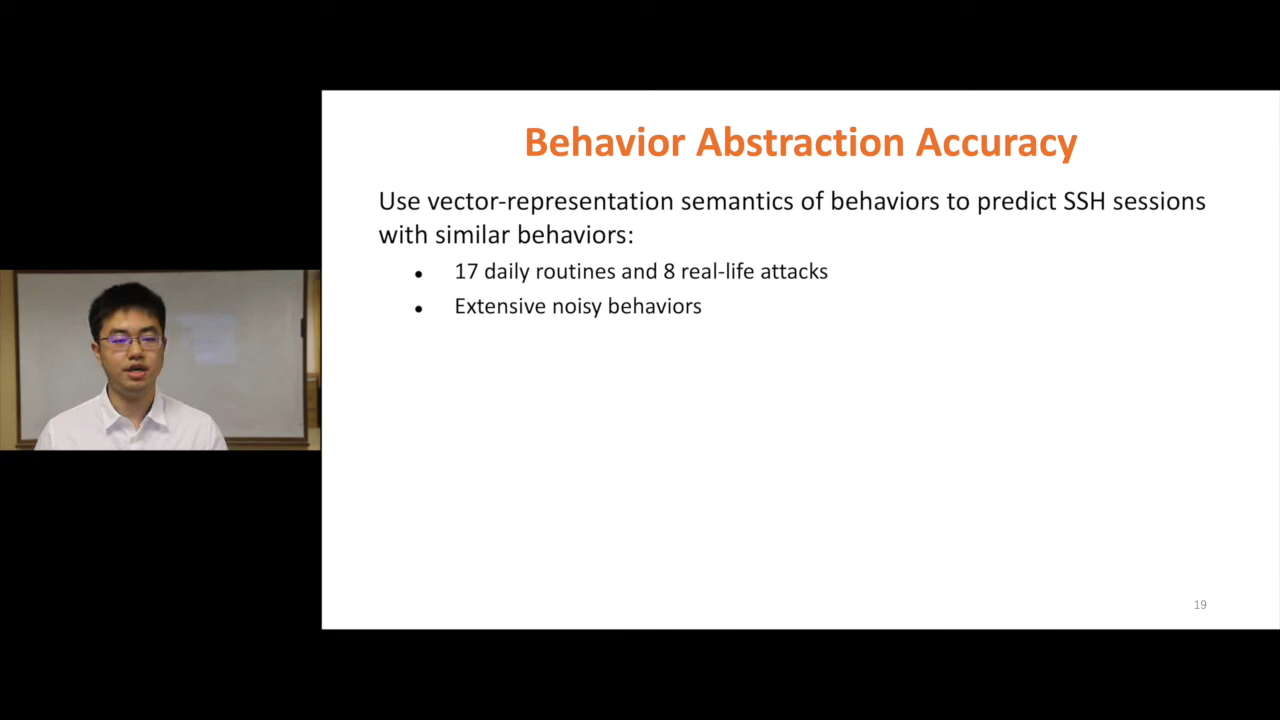 Behavior Abstraction Accuracy
Use vector-representation semantics of behaviors to predict SSH sessions
with similar behaviors:
• 17 daily routines and 8 real-life attacks
• Extensive noisy behaviors
19